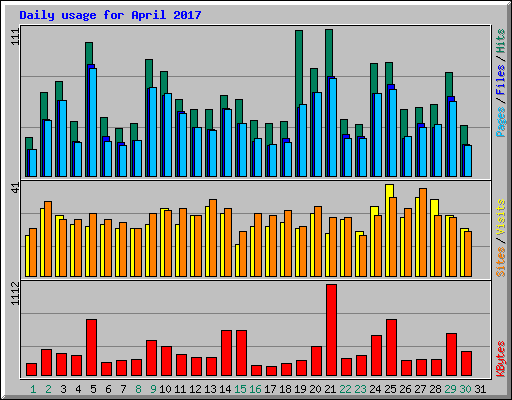 Daily usage for April 2017
111
Pages / Files / Hits
41
Sites / Visits
1112
KBytes
1 2 3 4 5 6 7 8 9 10 11 12 13 14 15 16 17 18 19 20 21 22 23 24 25 26 27 28 29 30 31